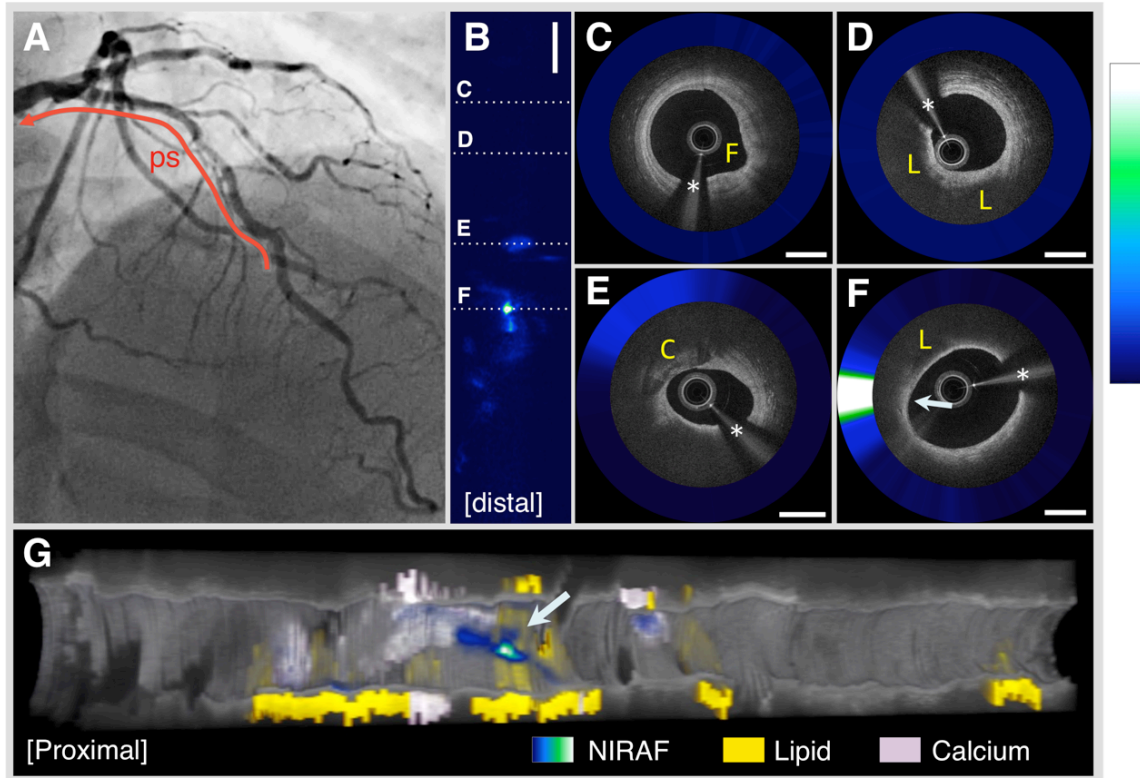 A
ps
B
C
D
E
F
[distal]
C
F
*
D
*
L
L
E
C
*
F
L
*
G
[Proximal]
NIRAF
Lipid
Calcium